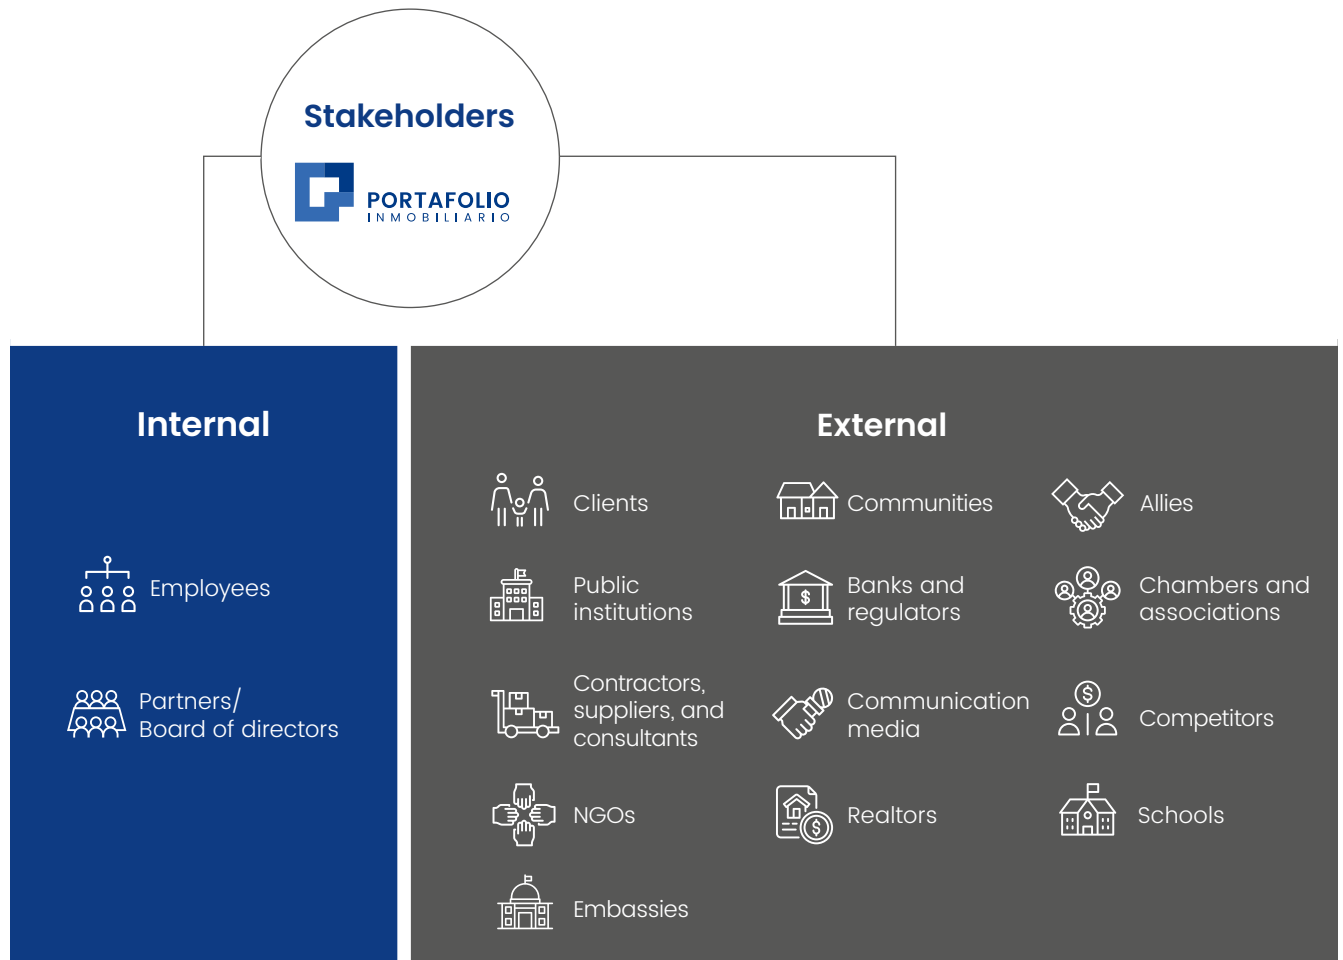 Stakeholders
PORTAFOLIO
INMOBILIARIO
Internal
Employees
Partners/
Board of directors
External
Clients
Communities
Allies
Public
institutions
Banks and
regulators
Chambers and
associations
Contractors,
suppliers, and
consultants
Communication
media
Competitors
NGOs
Realtors
Schools
Embassies